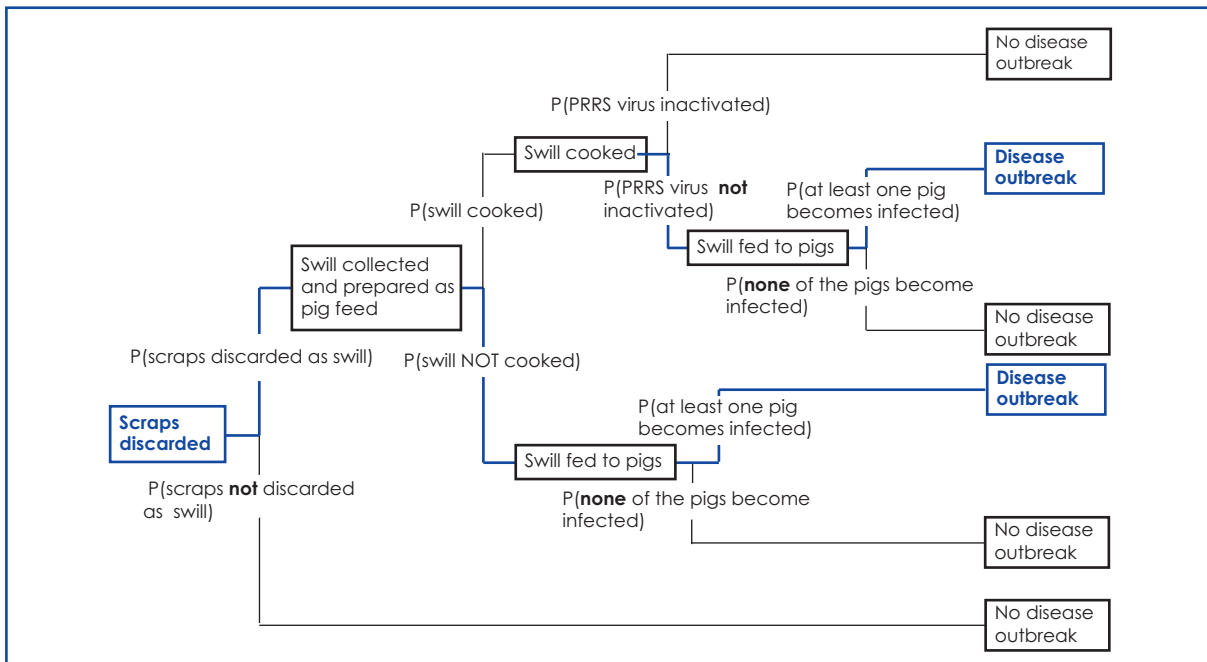 No disease
outbreak
P(PRRS virus inactivated)
Swill cooked
Disease
outbreak
P(PRRS virus not
inactivated)
P(at least one pig
becomes infected)
P(swill cooked)
Swill fed to pigs
Swill collected
and prepared as
pig feed
P(none of the pigs become
infected)
No disease
outbreak
P(scraps discarded as swill)
P(swill NOT cooked)
Disease
outbreak
P(at least one pig
becomes infected)
Scraps
discarded
Swill fed to pigs
P(scraps not discarded
as swill)
P(none of the pigs become
infected)
No disease
outbreak
No disease
outbreak